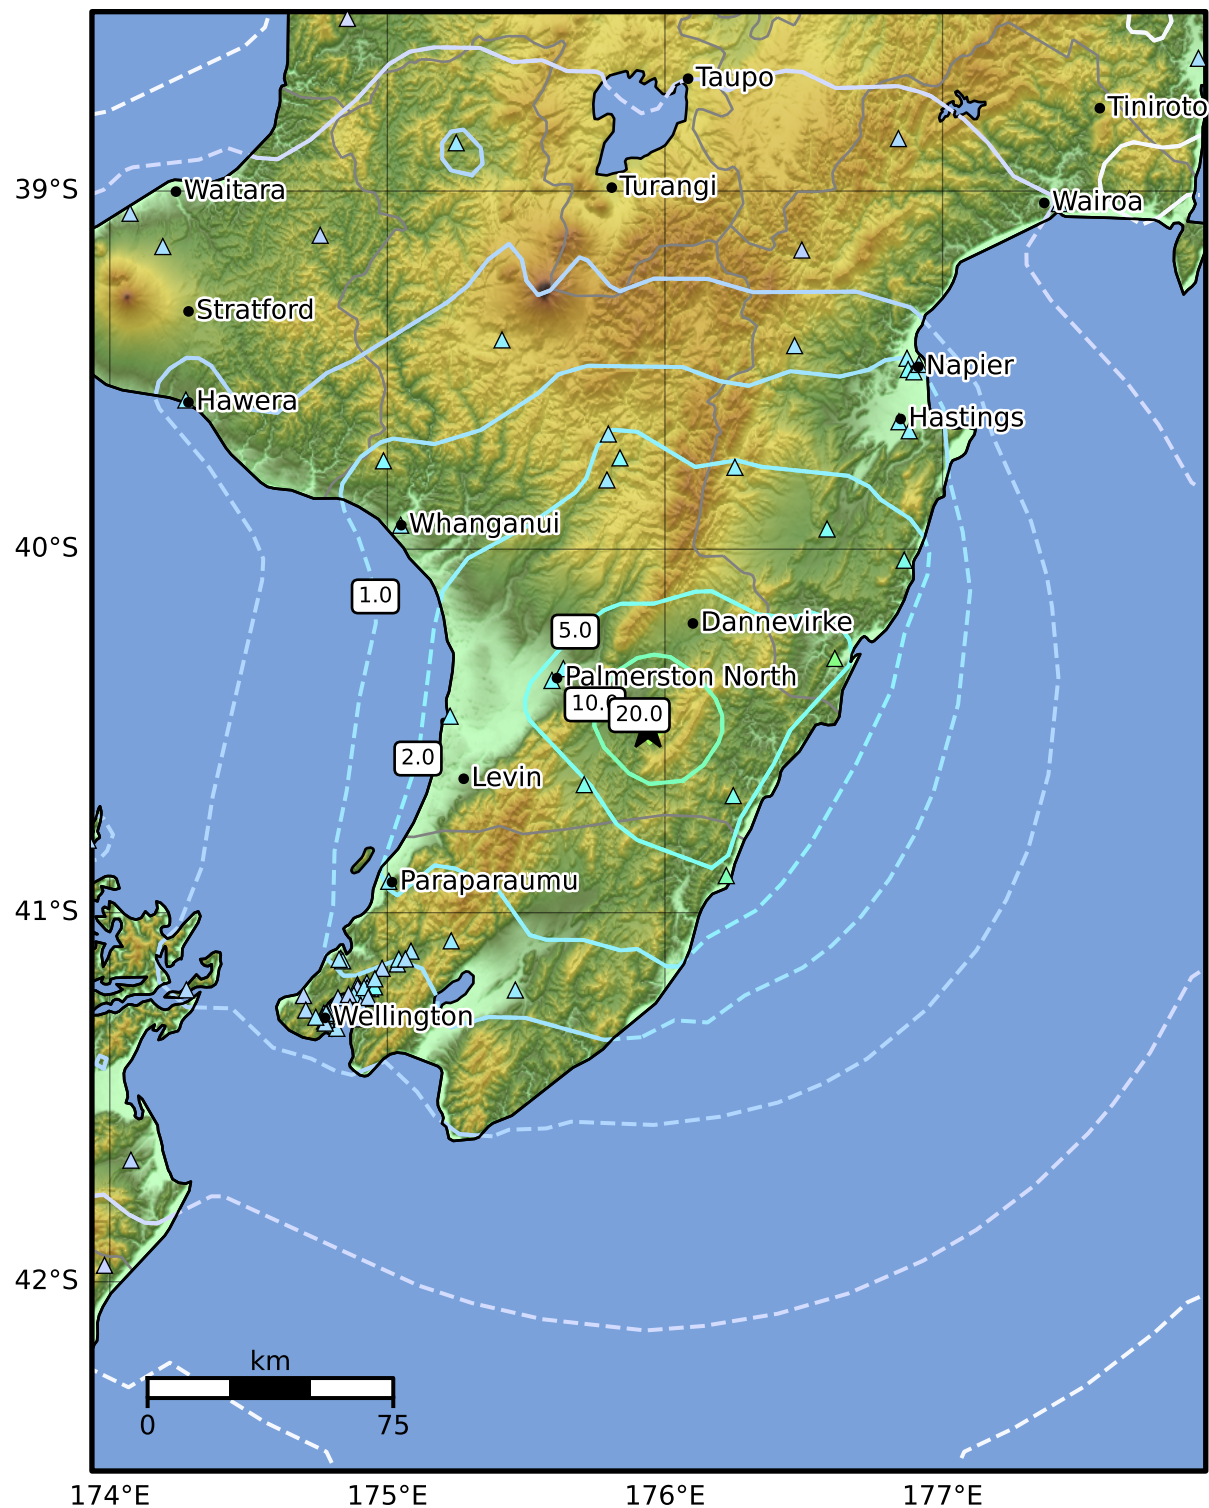 Taupo
Tiniroto
39°S
Waitara
Turangi
Wairoa
Stratford
Napier
Hawera
Hastings
Whanganui
40°S
1.0
5.0
Dannevirke
Palmerston North
10.0
20.0
2.0
Levin
Paraparaumu
41°S
Wellington
42°S
km
0
75
174°E
175°E
176°E
177°E